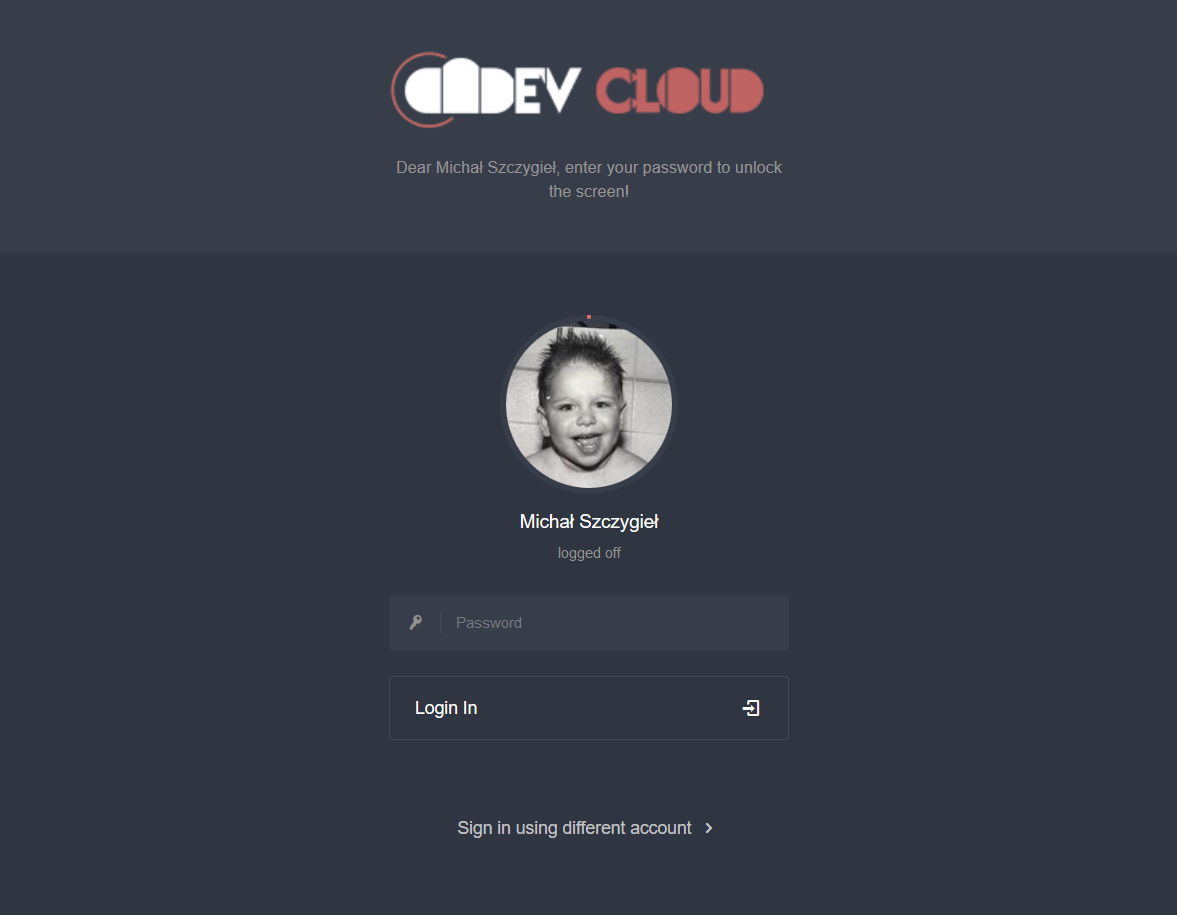 DEV CLOUD
Dear Michał Szczygieł, enter your password to unlock
the screen!
Michał Szczygieł
logged off
Password
Login In
Sign in using different account